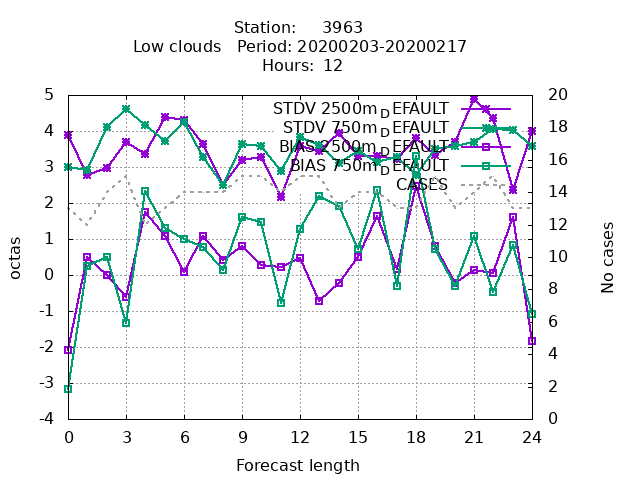 Station: 3963
Low clouds Period: 20200203-20200217
Hours: 12
STDV 2500m_DEFAULT
STDV 750m_DEFAULT
BIAS 2500m_DEFAULT
BIAS 750m_DEFAULT
CASES
octas
5
4
3
2
1
0
-1
-2
-3
-4
20
18
16
14
12
10
8
6
4
2
0
No cases
0 3 6 9 12 15 18 21 24
Forecast length